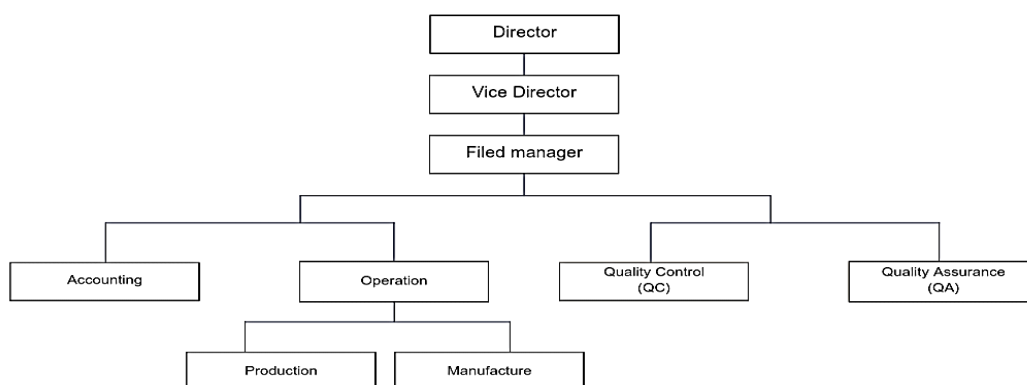 Director
Vice Director
Filed manager
Accounting
Operation
Quality Control
(QC)
Quality Assurance
(QA)
Production
Manufacture